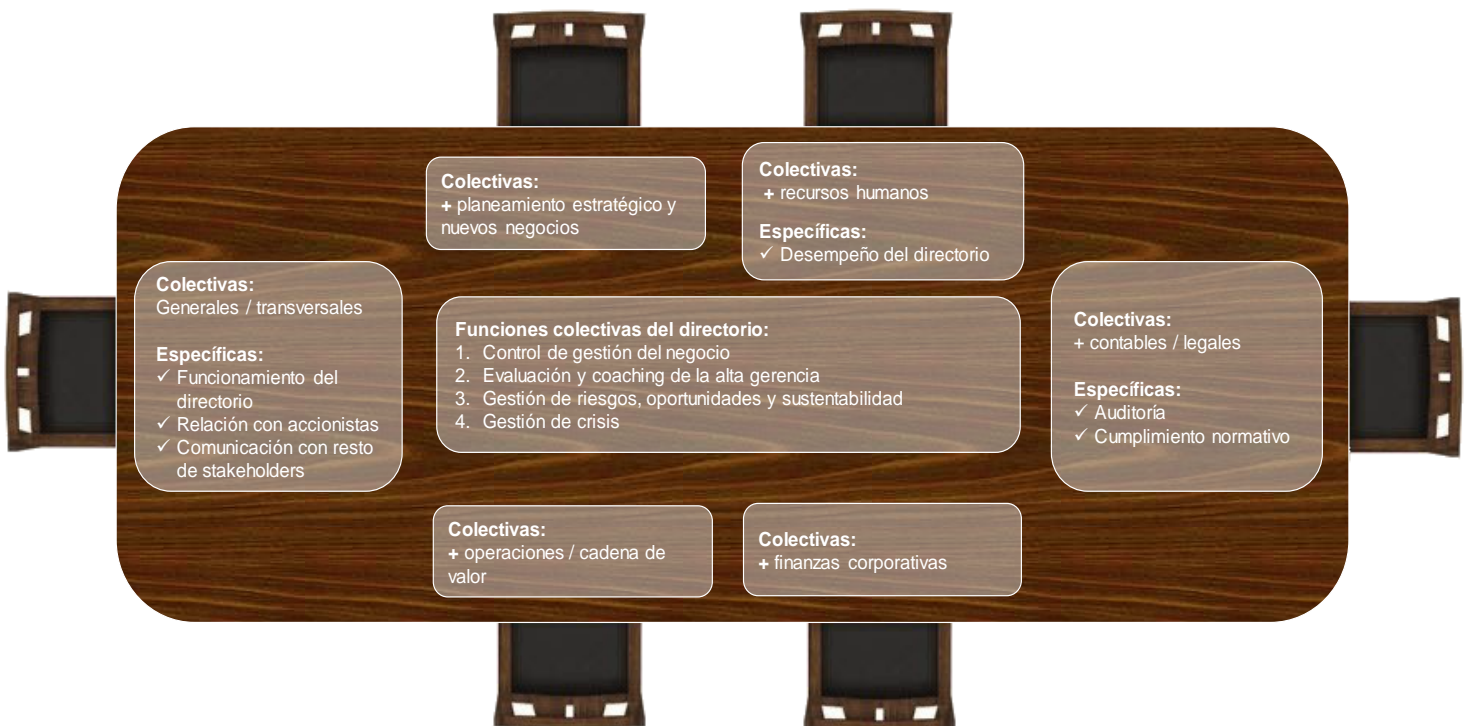 Colectivas:
+ planeamiento estratégico y
nuevos negocios
Colectivas:
+ recursos humanos
Específicas:
✓ Desempeño del directorio
Colectivas:
Generales / transversales
Específicas:
✓ Funcionamiento del
directorio
✓ Relación con accionistas
✓ Comunicación con resto
de stakeholders
Funciones colectivas del directorio:
1. Control de gestión del negocio
2. Evaluación y coaching de la alta gerencia
3. Gestión de riesgos, oportunidades y sustentabilidad
4. Gestión de crisis
Colectivas:
+ contables / legales
Específicas:
✓ Auditoría
✓ Cumplimiento normativo
Colectivas:
+ operaciones / cadena de
valor
Colectivas:
+ finanzas corporativas